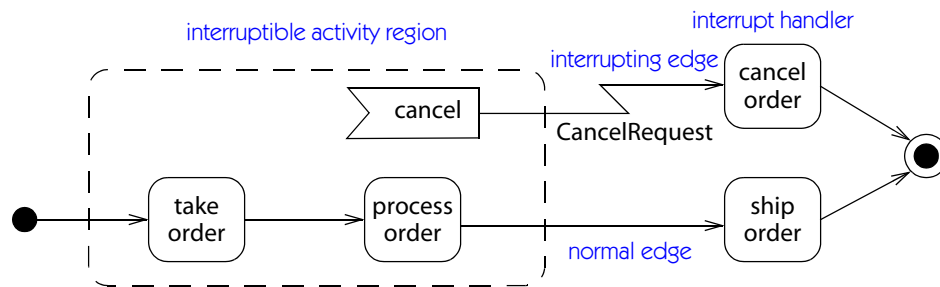 interruptible activity region
interrupt handler
interrupting edge
cancel
order
cancel
CancelRequest
take
order
process
order
ship
order
normal edge